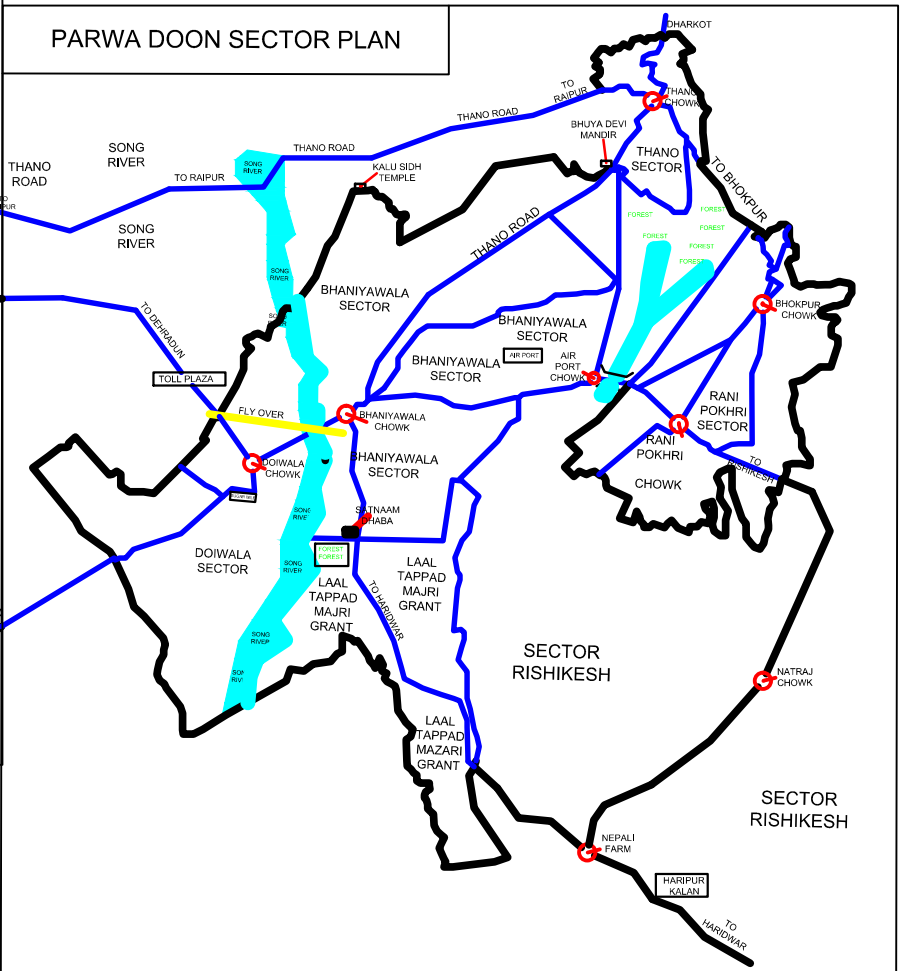 PARWA DOON SECTOR PLAN
DHARKOT
TO
RAIPUR
THANO
CHOWK
THANO ROAD
BHUYA DEVI
MANDIR
THANO
SECTOR
SONG
RIVER
THANO ROAD
THANO
ROAD
SONG
RIVER
KALU SIDH
TEMPLE
TO RAIPUR
TO BHOKPUR
SONG
RIVER
FOREST
FOREST
FOREST
FOREST
FOREST
FOREST
THANO ROAD
SONG
RIVER
BHANIYAWALA
SECTOR
BHOKPUR
CHOWK
TO DEHRADUN
BHANIYAWALA
SECTOR
AIR PORT
BHANIYAWALA
SECTOR
AIR
PORT
CHOWK
TOLL PLAZA
FLY OVER
BHANIYAWALA
CHOWK
RANI
POKHRI
SECTOR
RANI
POKHRI
CHOWK
TO
RISHIKESH
DOIWALA
CHOWK
BHANIYAWALA
SECTOR
SATNAAM
DHABA
DOIWALA
SECTOR
FOREST
FOREST
SONG
RIVER
LAAL
TAPPAD
MAJRI
GRANT
LAAL
TAPPAD
MAJRI
GRANT
TO HARIDWAR
SONG
RIVER
SECTOR
RISHIKESH
NATRAJ
CHOWK
LAAL
TAPPAD
MAZARI
GRANT
SECTOR
RISHIKESH
NEPALI
FARM
HARIPUR
KALAN
TO
HARIDWAR